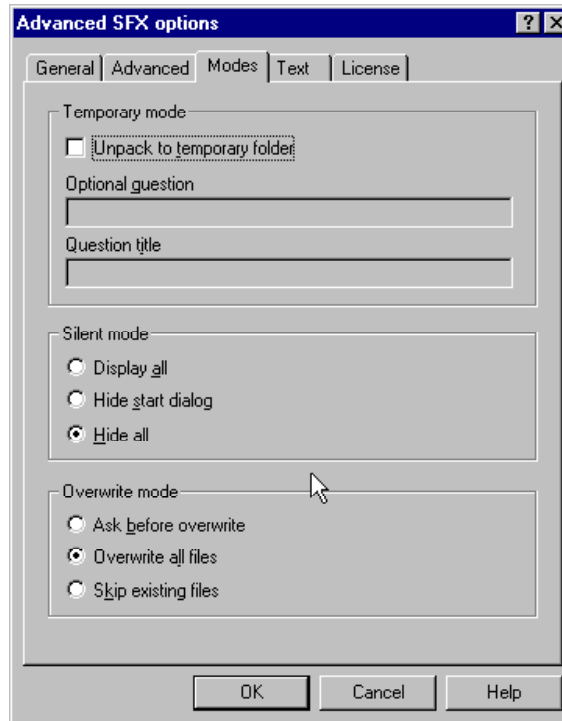 Advanced SFX options
General Advanced Modes Text License
Temporary mode
Unpack to temporary folder
Optional question
Question title
Silent mode
Display all
Hide start dialog
Hide all
Overwrite mode
Ask before overwrite
Overwrite all files
Skip existing files
OK Cancel Help